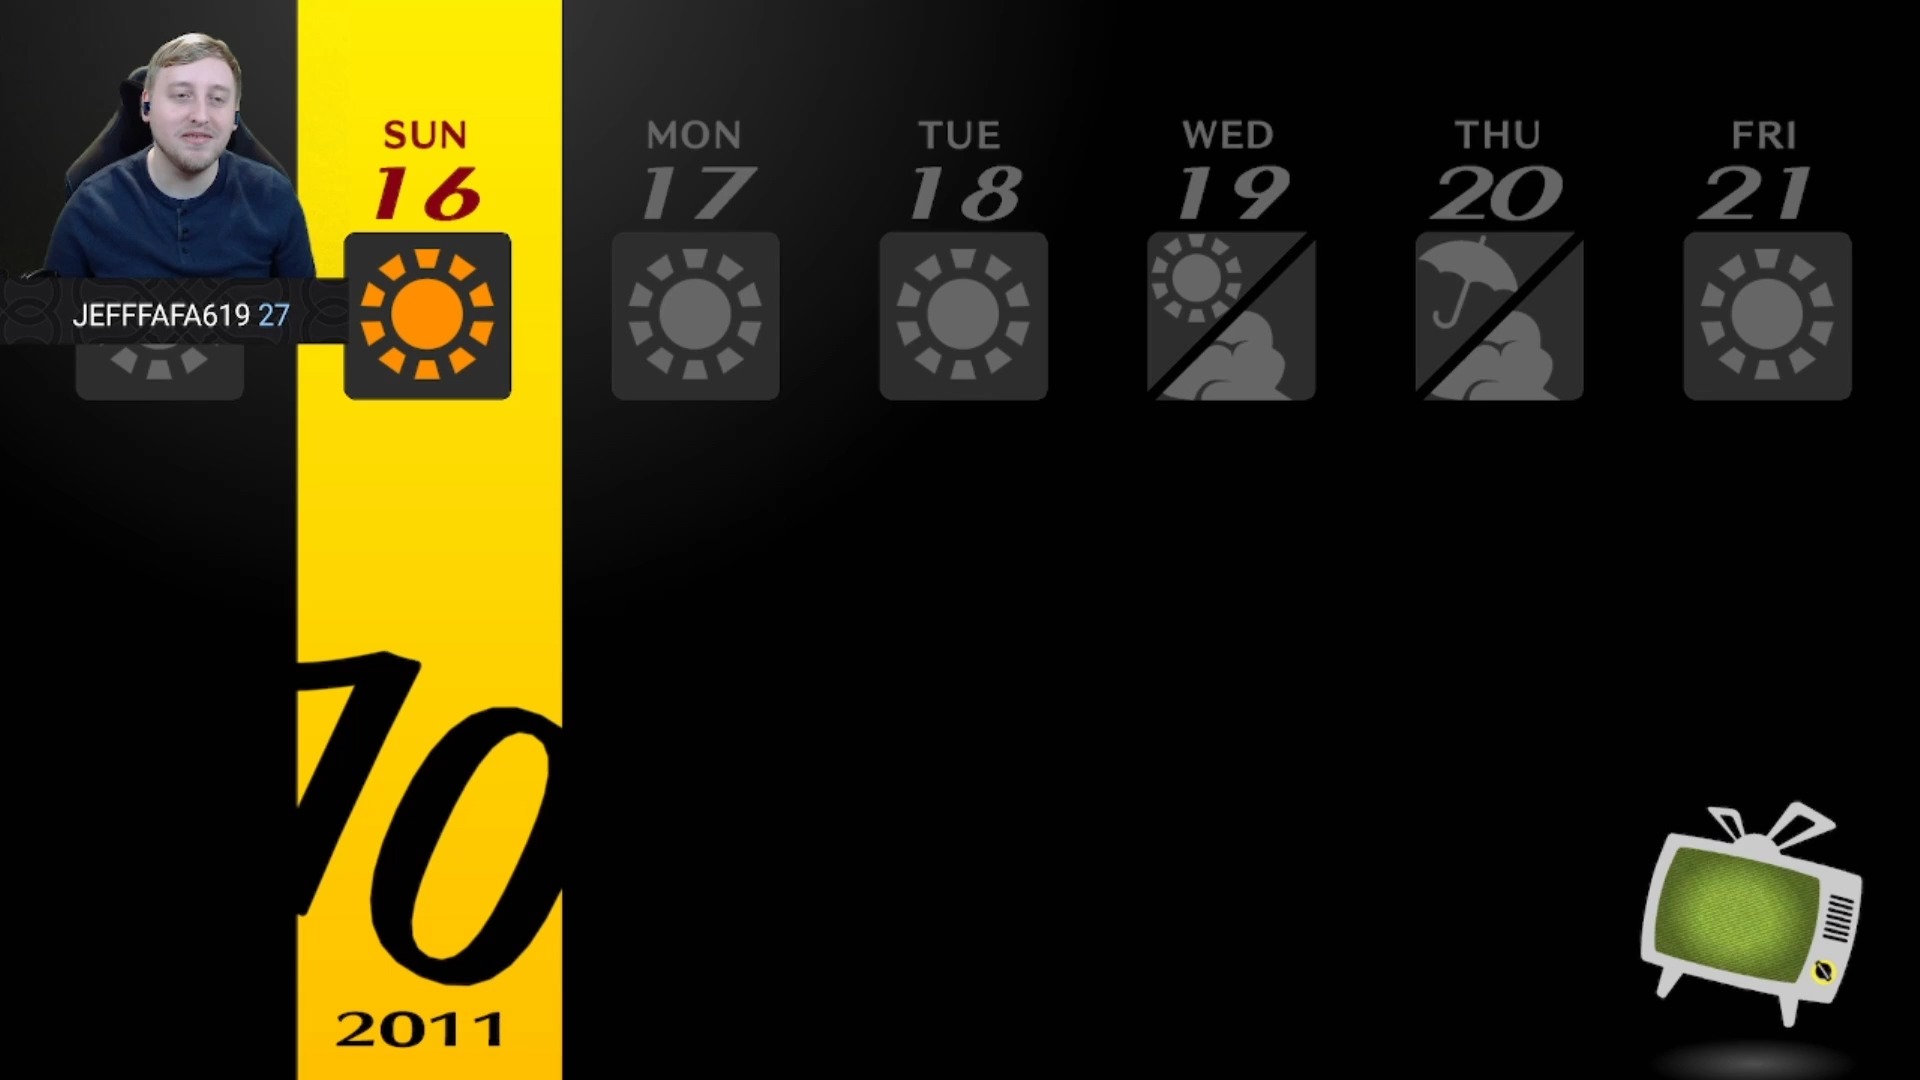 SUN
16
MON
17
TUE
18
WED
19
THU
20
FRI
21
JEFFFAFA619 27
10
2011